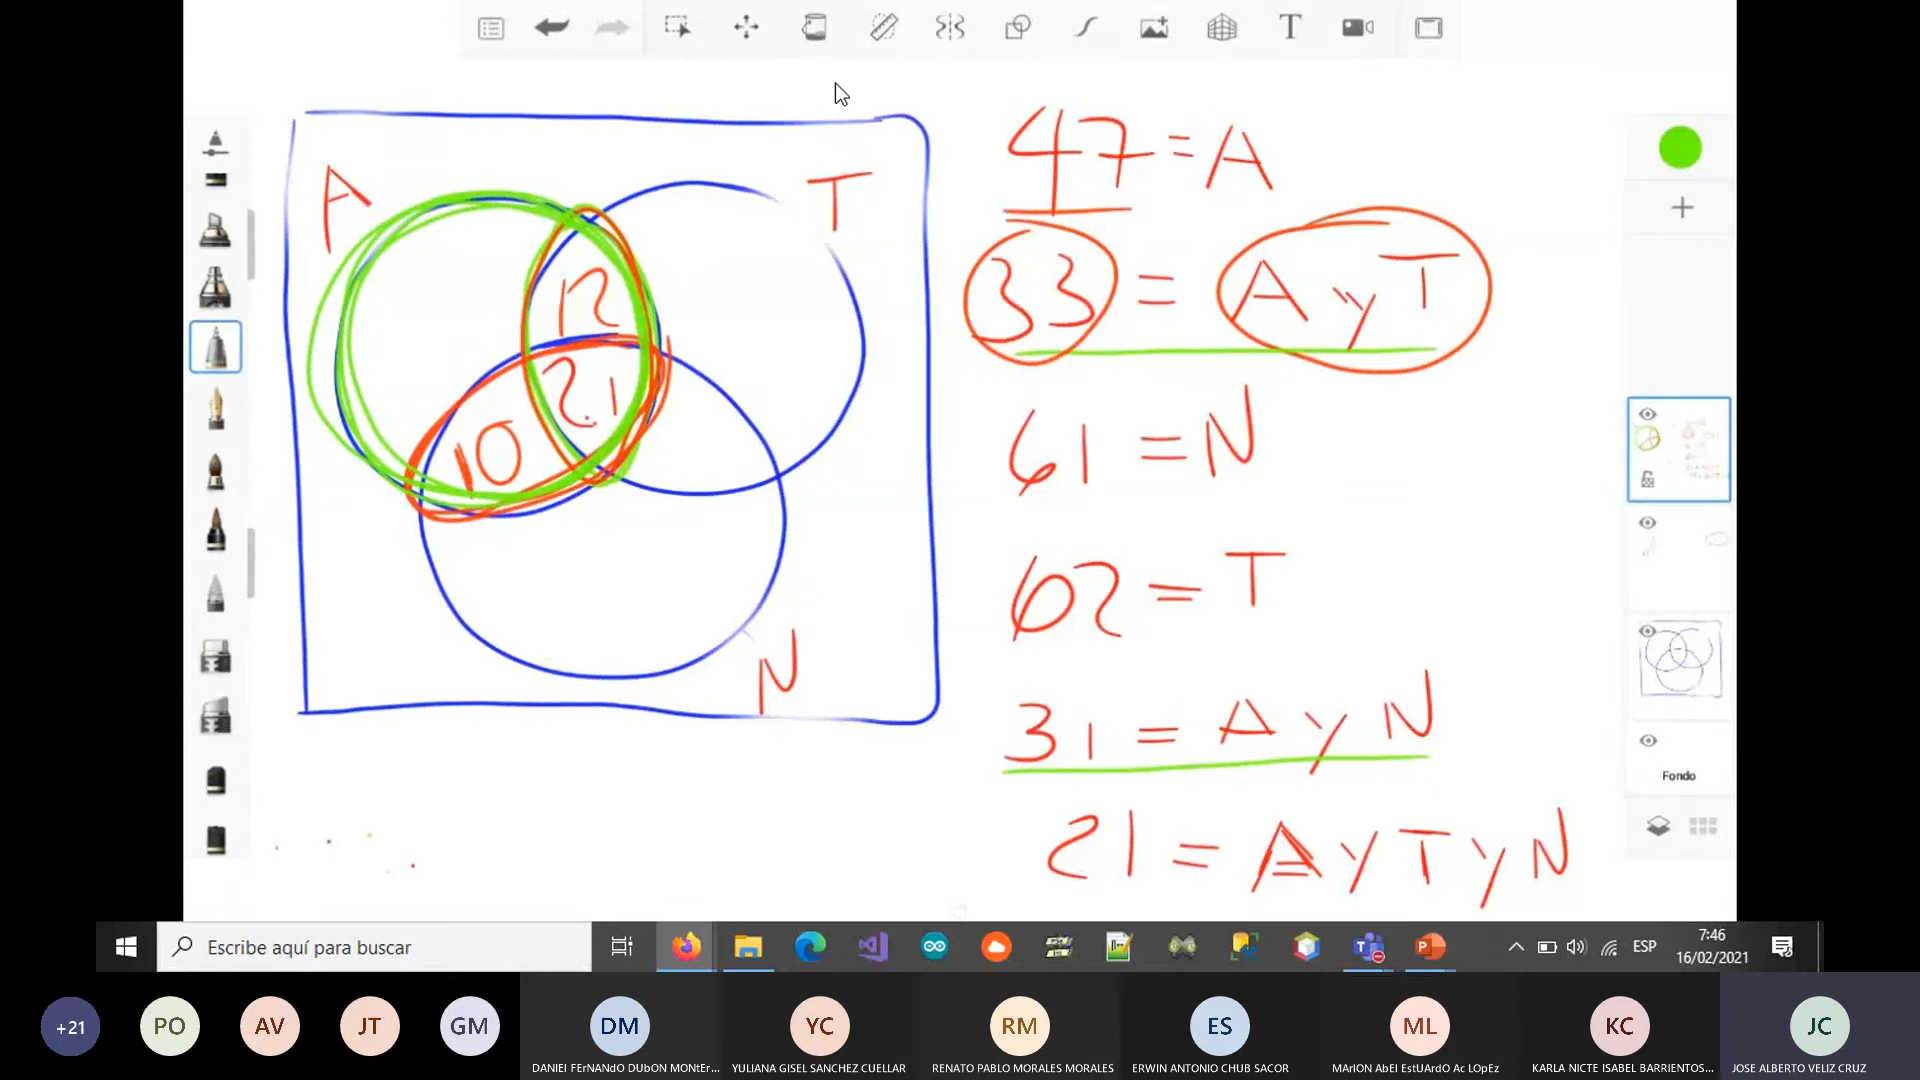 A
T
12
21
10
N
47 = A
33 = A y T
61 = N
62 = T
31 = A y N
21 = A y T y N
T
Fondo
Escribe aquí para buscar
ESP
7:46
16/02/2021
+21
PO
AV
JT
GM
DM
YC
RM
ES
ML
KC
JC
DANIEl FErNANdO DUbON MONtEr...
YULIANA GISEL SANCHEZ CUELLAR
RENATO PABLO MORALES MORALES
ERWIN ANTONIO CHUB SACOR
MArION AbEl EstUArdO Ac LOpEz
KARLA NICTE ISABEL BARRIENTOS...
JOSE ALBERTO VELIZ CRUZ